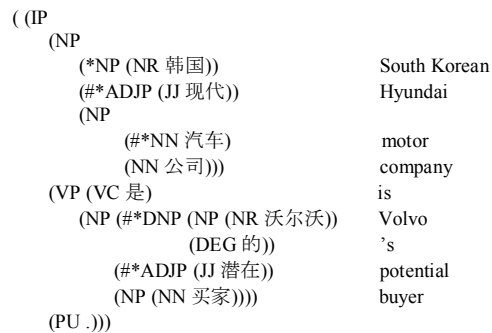 ( (IP
(NP
(*NP (NR 韩国)) South Korean
(#*ADJP (JJ 现代)) Hyundai
(NP
(#*NN 汽车) motor
(NN 公司))) company
(VP (VC 是) is
(NP (#*DNP (NP (NR 沃尔沃)) Volvo
(DEG 的)) ’s
(#*ADJP (JJ 潜在)) potential
(NP (NN 买家)))) buyer
(PU .)))